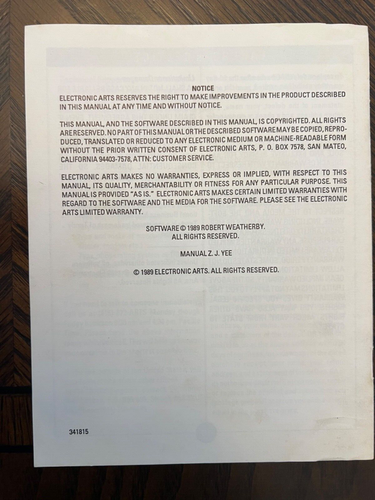 NOTICE
ELECTRONIC ARTS RESERVES THE RIGHT TO MAKE IMPROVEMENTS IN THE PRODUCT DESCRIBED
IN THIS MANUAL AT ANY TIME AND WITHOUT NOTICE.
THIS MANUAL, AND THE SOFTWARE DESCRIBED IN THIS MANUAL, IS COPYRIGHTED. ALL RIGHTS
ARE RESERVED. NO PART OF THIS MANUAL OR THE DESCRIBED SOFTWARE MAY BE COPIED, REPRO-
DUCED, TRANSLATED OR REDUCED TO ANY ELECTRONIC MEDIUM OR MACHINE-READABLE FORM
WITHOUT THE PRIOR WRITTEN CONSENT OF ELECTRONIC ARTS, P. O. BOX 7578, SAN MATEO,
CALIFORNIA 94403-7578, ATTN: CUSTOMER SERVICE.
ELECTRONIC ARTS MAKES NO WARRANTIES, EXPRESS OR IMPLIED, WITH RESPECT TO THIS
MANUAL, ITS QUALITY, MERCHANTABILITY OR FITNESS FOR ANY PARTICULAR PURPOSE. THIS
MANUAL IS PROVIDED "AS IS." ELECTRONIC ARTS MAKES CERTAIN LIMITED WARRANTIES WITH
REGARD TO THE SOFTWARE AND THE MEDIA FOR THE SOFTWARE. PLEASE SEE THE ELECTRONIC
ARTS LIMITED WARRANTY.
SOFTWARE © 1989 ROBERT WEATHERBY.
ALL RIGHTS RESERVED.
MANUAL Z. J. YEE
© 1989 ELECTRONIC ARTS. ALL RIGHTS RESERVED.
341815